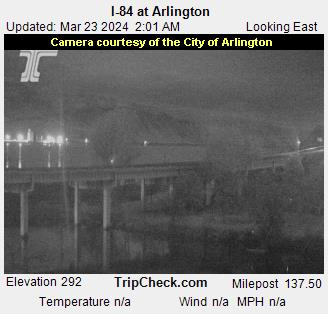 I-84 at Arlington
Updated: Mar 23 2024 2:01 AM Looking East
Camera courtesy of the City of Arlington
Elevation 292 TripCheck.com Milepost 137.50
Temperature n/a Wind n/a MPH n/a